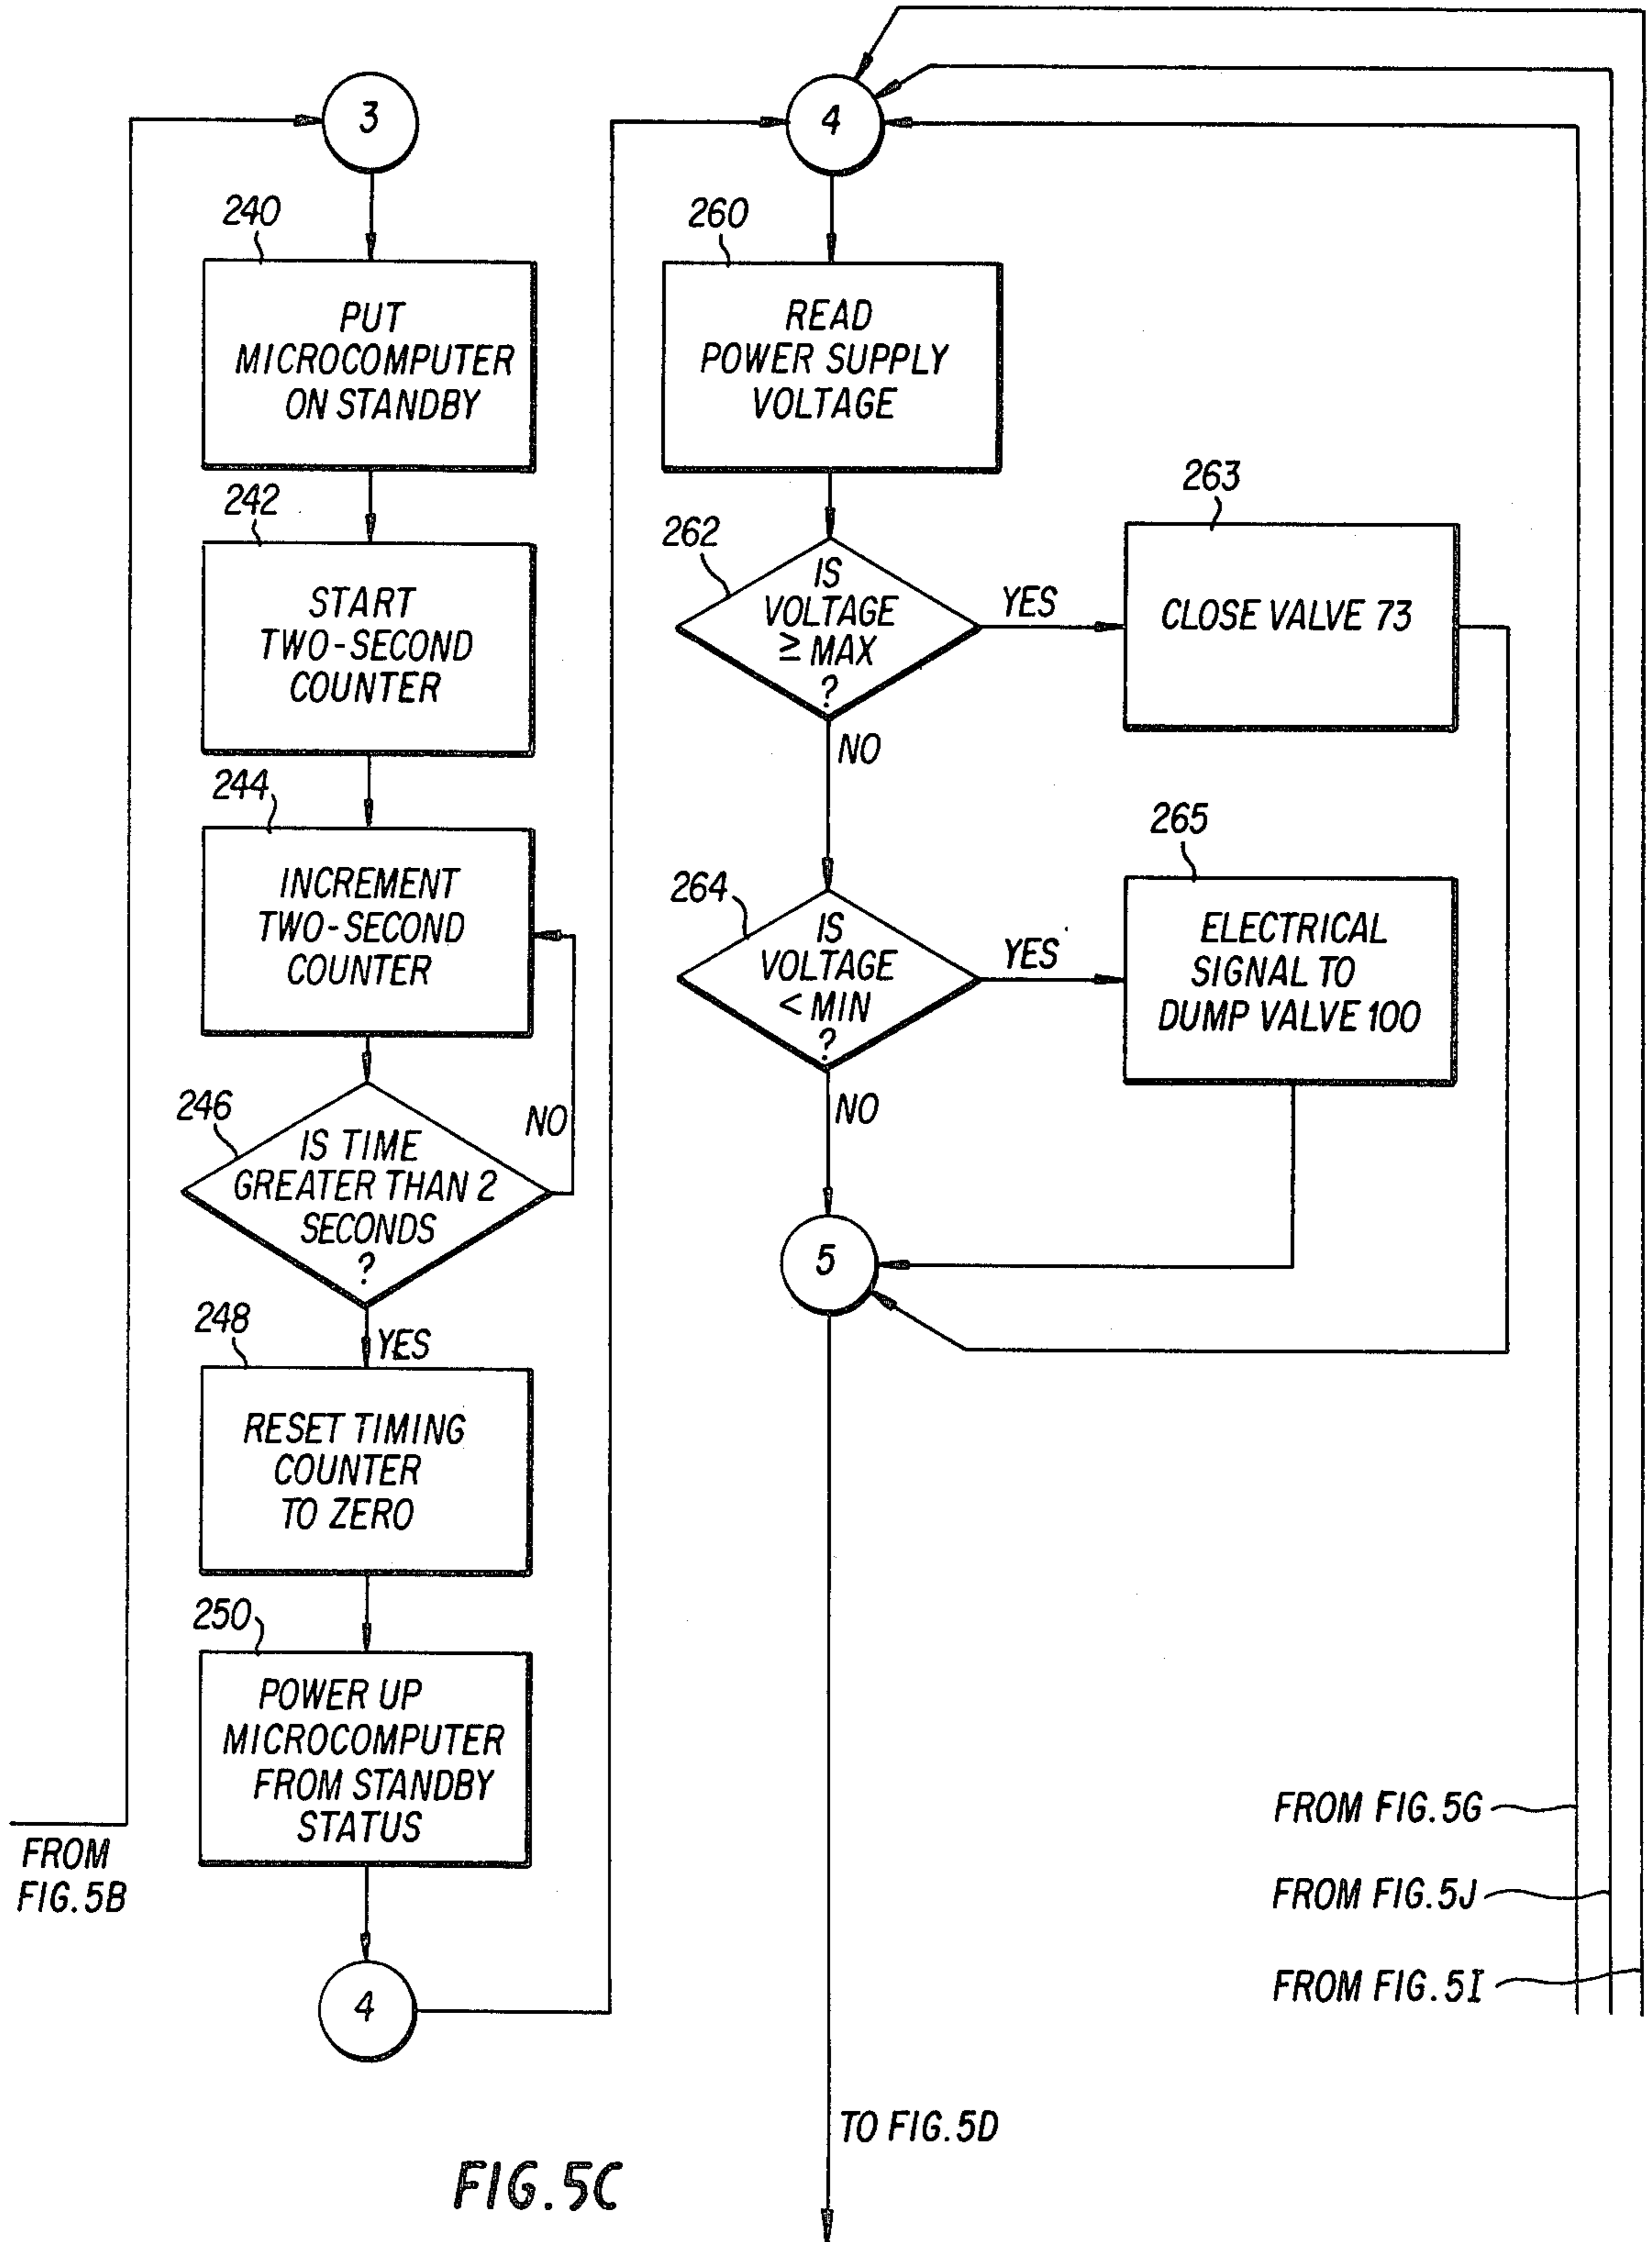 3
240
PUT
MICROCOMPUTER
ON STANDBY
242
START
TWO-SECOND
COUNTER
244
INCREMENT
TWO-SECOND
COUNTER
246
IS TIME
GREATER THAN 2
SECONDS
?
NO
YES
248
RESET TIMING
COUNTER
TO ZERO
250
POWER UP
MICROCOMPUTER
FROM STANDBY
STATUS
4
FROM
FIG. 5B
4
260
READ
POWER SUPPLY
VOLTAGE
262
IS
VOLTAGE
≥ MAX
?
YES
263
CLOSE VALVE 73
NO
264
IS
VOLTAGE
< MIN
?
YES
265
ELECTRICAL
SIGNAL TO
DUMP VALVE 100
NO
5
FROM FIG. 5G
FROM FIG. 5J
FROM FIG. 5I
TO FIG. 5D
FIG. 5C